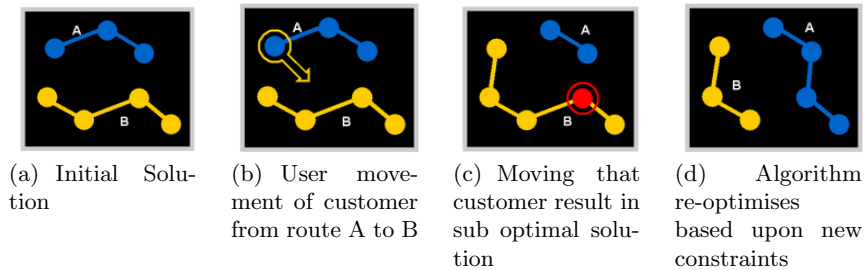 A
B
A
B
A
B
A
B
(a) Initial Solu-
tion
(b) User move-
ment of customer
from route A to B
(c) Moving that
customer result in
sub optimal solu-
tion
(d) Algorithm
re-optimises
based upon new
constraints